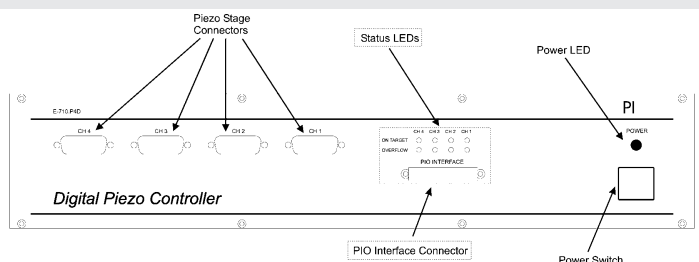 Piezo Stage
Connectors
Status LEDs
Power LED
E-710.P4D
PI
CH 4
CH 3
CH 2
CH 1
CH 4 CH 3 CH 2 CH 1
ON TARGET
OVERFLOW
POWER
PIO INTERFACE
Digital Piezo Controller
PIO Interface Connector
Power Switch